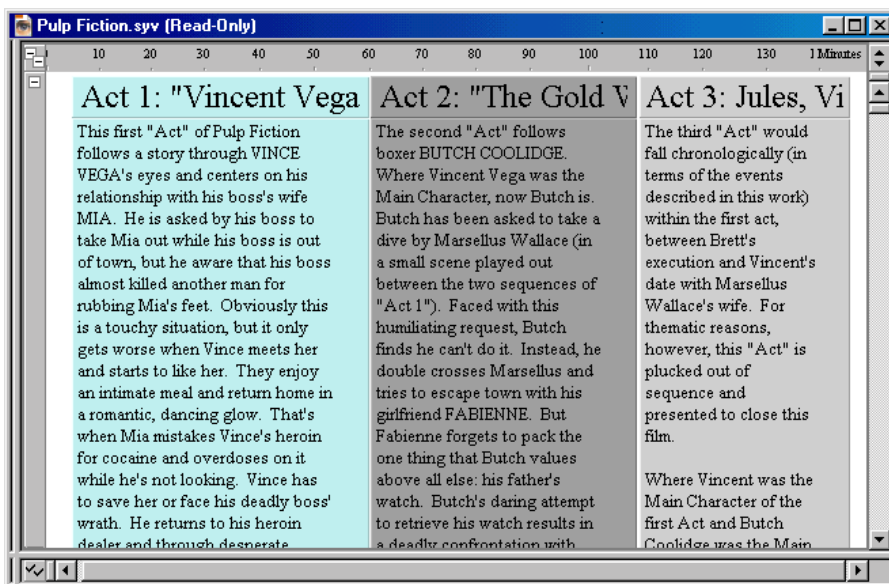 Pulp Fiction.syv (Read-Only)
10 20 30 40 50 60 70 80 90 100 110 120 130 1 Minutes
Act 1: "Vincent Vega
This first "Act" of Pulp Fiction
follows a story through VINCE
VEGA's eyes and centers on his
relationship with his boss's wife
MIA. He is asked by his boss to
take Mia out while his boss is out
of town, but he aware that his boss
almost killed another man for
rubbing Mia's feet. Obviously this
is a touchy situation, but it only
gets worse when Vince meets her
and starts to like her. They enjoy
an intimate meal and return home in
a romantic, dancing glow. That's
when Mia mistakes Vince's heroin
for cocaine and overdoses on it
while he's not looking. Vince has
to save her or face his deadly boss'
wrath. He returns to his heroin
dealer and through desperate
Act 2: "The Gold W
The second "Act" follows
boxer BUTCH COOLIDGE.
Where Vincent Vega was the
Main Character, now Butch is.
Butch has been asked to take a
dive by Marsellus Wallace (in
a small scene played out
between the two sequences of
"Act 1"). Faced with this
humiliating request, Butch
finds he can't do it. Instead, he
double crosses Marsellus and
tries to escape town with his
girlfriend FABIENNE. But
Fabienne forgets to pack the
one thing that Butch values
above all else: his father's
watch. Butch's daring attempt
to retrieve his watch results in
a deadly confrontation with
Act 3: Jules, Vi
The third "Act" would
fall chronologically (in
terms of the events
described in this work)
within the first act,
between Brett's
execution and Vincent's
date with Marsellus
Wallace's wife. For
thematic reasons,
however, this "Act" is
plucked out of
sequence and
presented to close this
film.
Where Vincent was the
Main Character of the
first Act and Butch
Coolidge was the Main